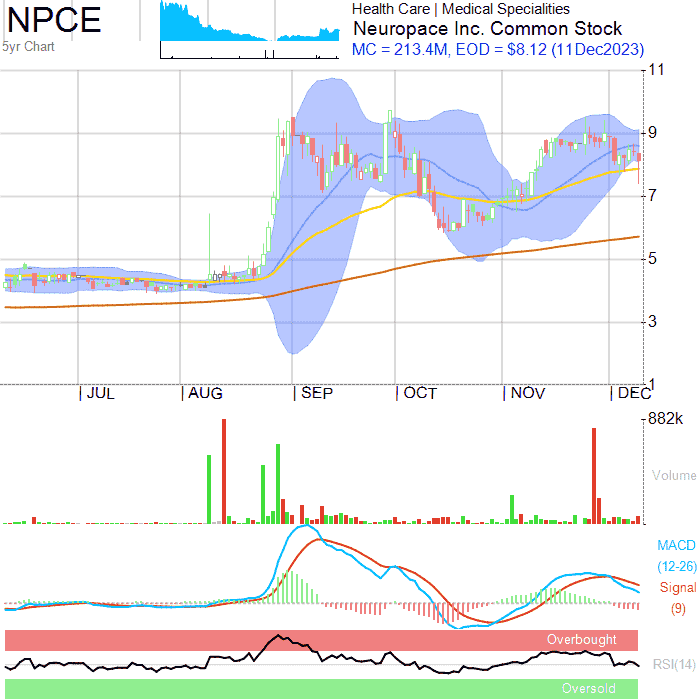 NPCE
5yr Chart
Health Care | Medical Specialities
Neuropace Inc. Common Stock
MC = 213.4M, EOD = $8.12 (11Dec2023)
11
9
7
5
3
1
JUL AUG SEP OCT NOV DEC
882k
Volume
MACD
(12-26)
Signal
(9)
Overbought
RSI(14)
Oversold